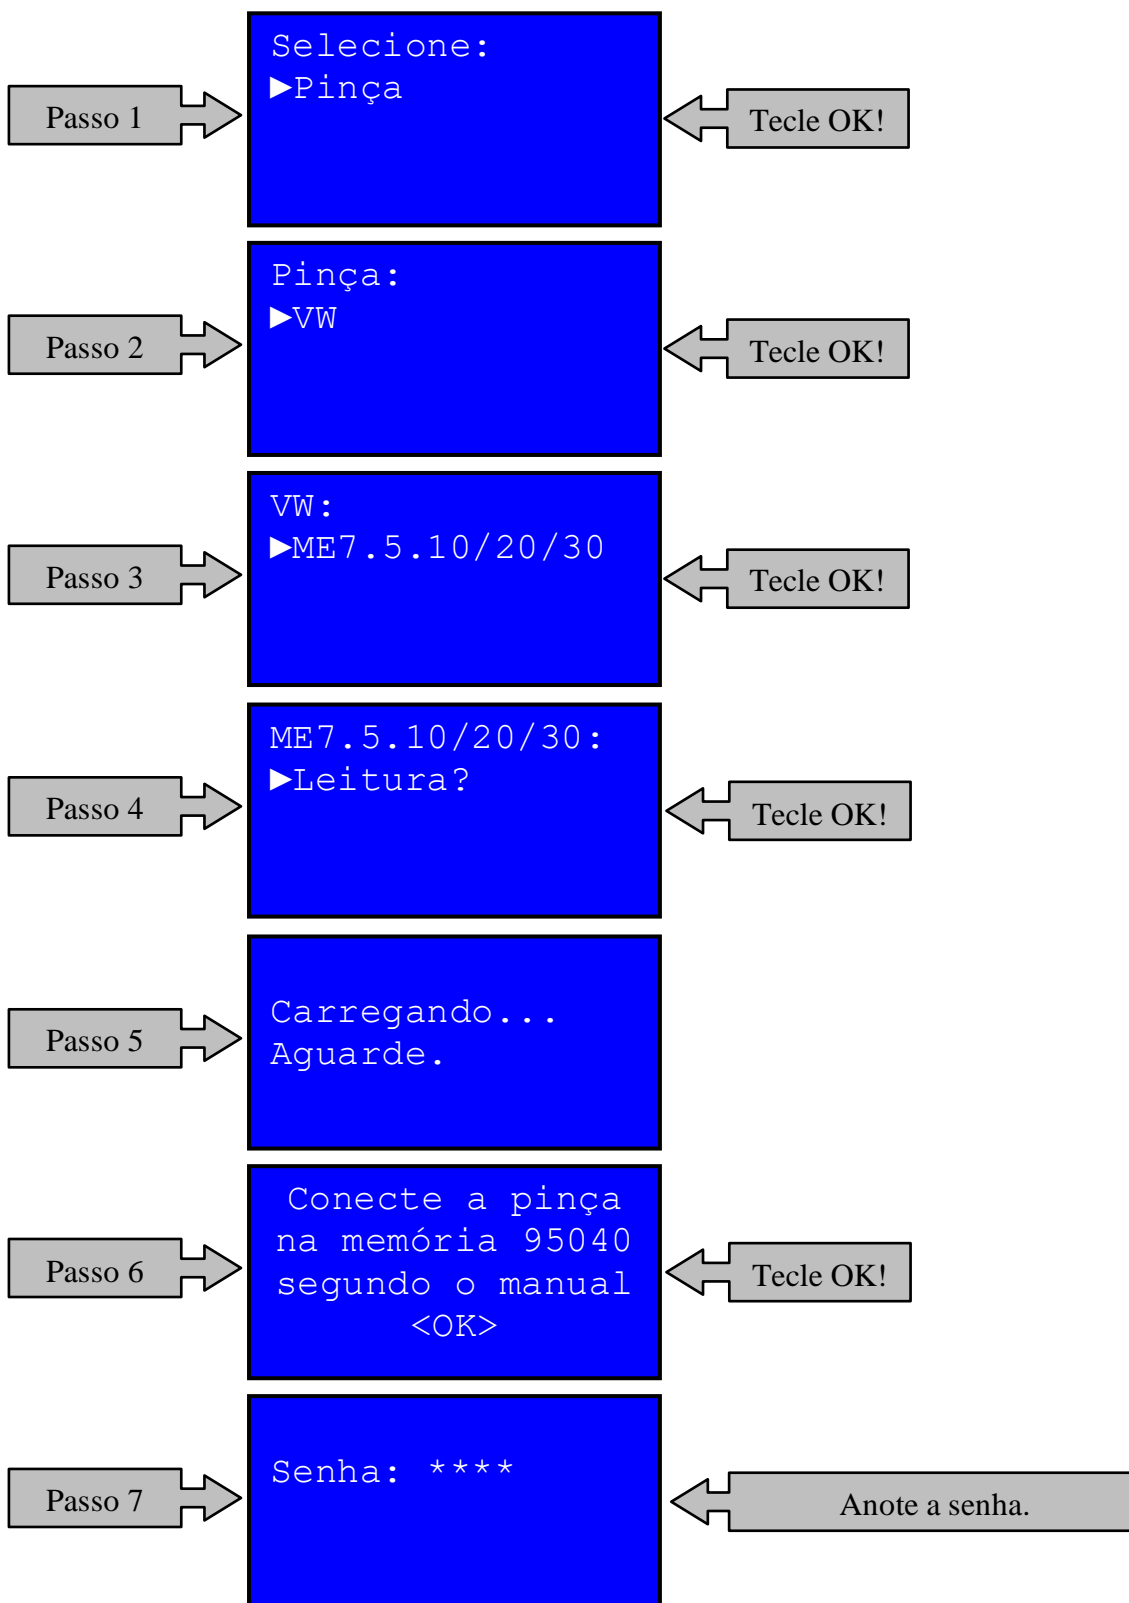 Passo 1
Selecione:
►Pinça
Tecle OK!
Passo 2
Pinça:
►VW
Tecle OK!
Passo 3
VW:
►ME7.5.10/20/30
Tecle OK!
Passo 4
ME7.5.10/20/30:
►Leitura?
Tecle OK!
Passo 5
Carregando...
Aguarde.
Passo 6
Conecte a pinça
na memória 95040
segundo o manual
<OK>
Tecle OK!
Passo 7
Senha: ****
Anote a senha.